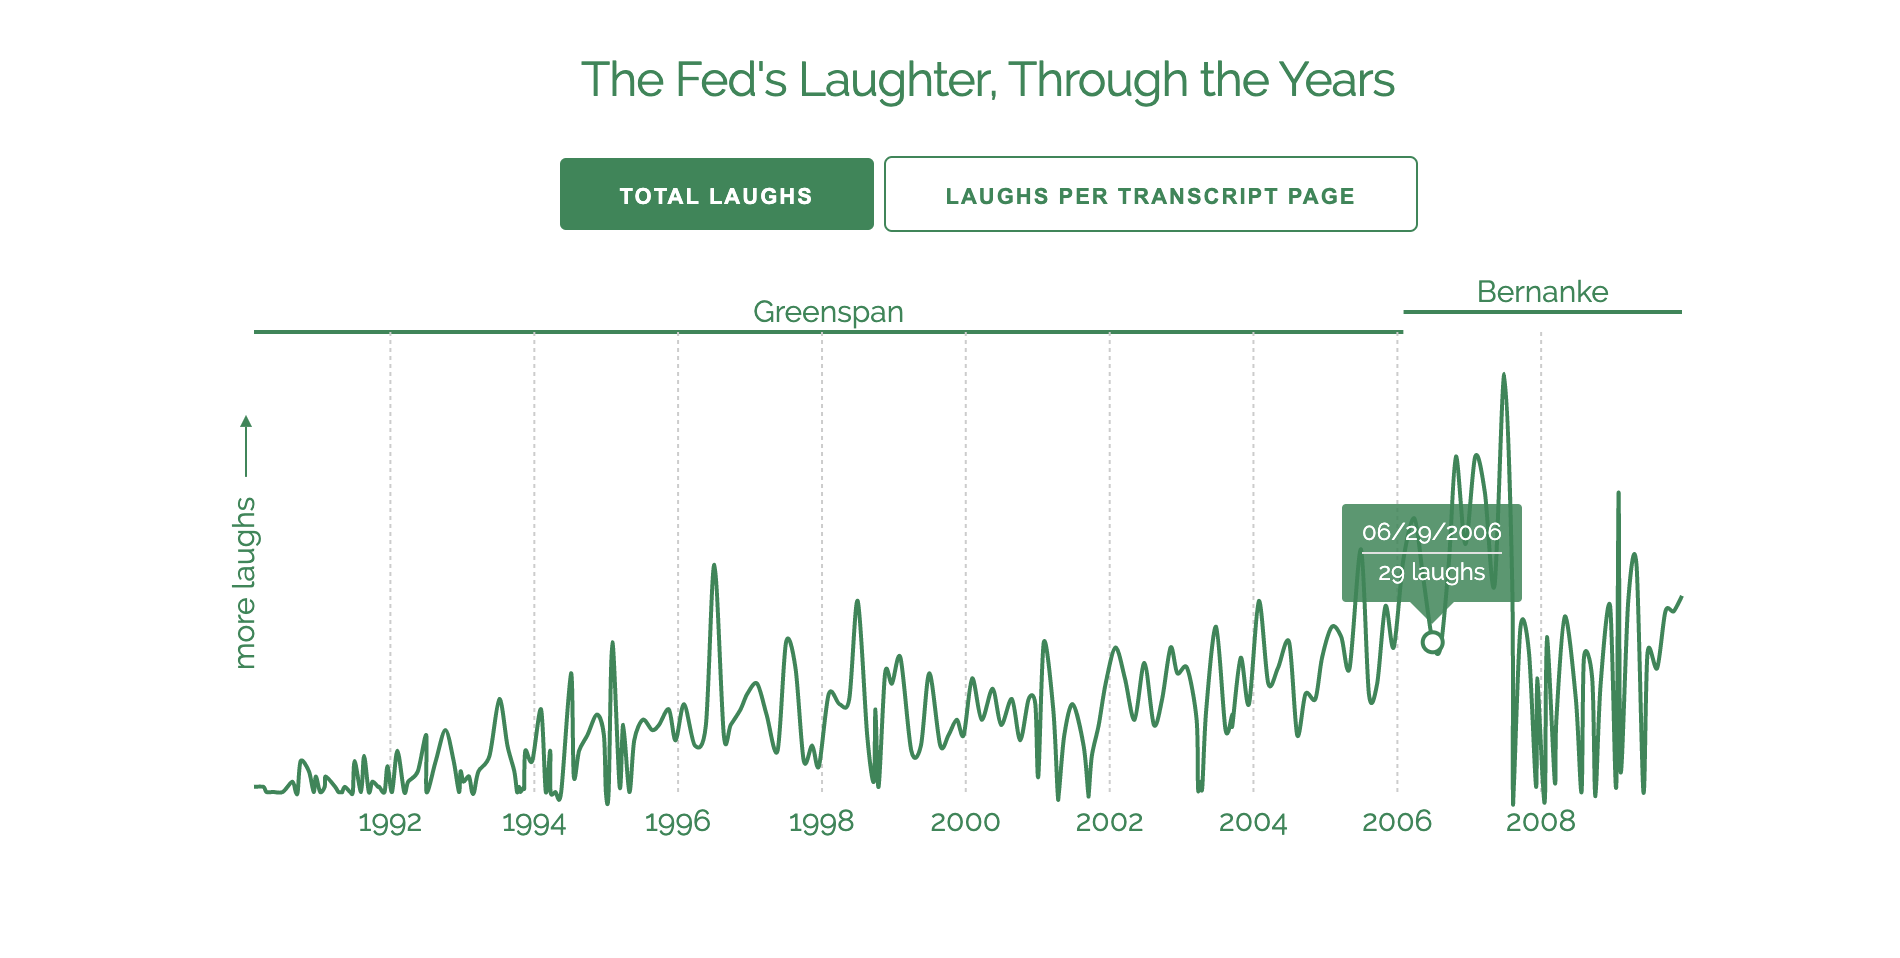 The Fed's Laughter, Through the Years
TOTAL LAUGHS
LAUGHS PER TRANSCRIPT PAGE
Greenspan
Bernanke
more laughs
06/29/2006
29 laughs
1992
1994
1996
1998
2000
2002
2004
2006
2008